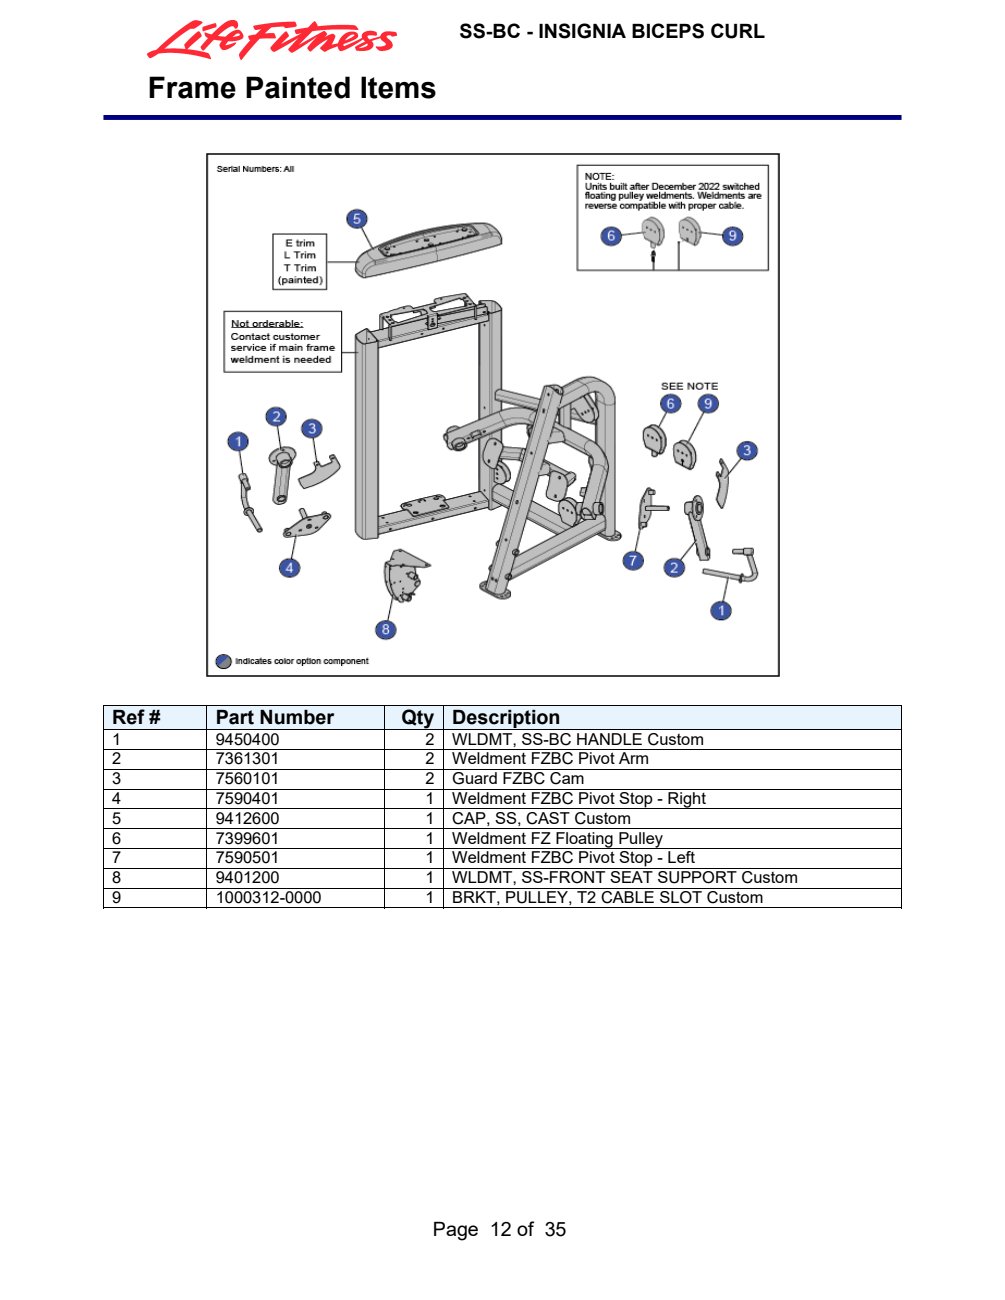 Life Fitness
SS-BC - INSIGNIA BICEPS CURL
Frame Painted Items
Serial Numbers: All
NOTE:
Units built after December 2022 switched
floating pulley weldments. Weldments are
reverse compatible with proper cable.
6
9
5
E trim
L Trim
T Trim
(painted)
Not orderable:
Contact customer
service if main frame
weldment is needed
SEE NOTE
6
9
2
3
1
3
4
7
2
1
8
Indicates color option component
Ref # Part Number Qty Description
1 9450400 2 WLDMT, SS-BC HANDLE Custom
2 7361301 2 Weldment FZBC Pivot Arm
3 7560101 2 Guard FZBC Cam
4 7590401 1 Weldment FZBC Pivot Stop - Right
5 9412600 1 CAP, SS, CAST Custom
6 7399601 1 Weldment FZ Floating Pulley
7 7590501 1 Weldment FZBC Pivot Stop - Left
8 9401200 1 WLDMT, SS-FRONT SEAT SUPPORT Custom
9 1000312-0000 1 BRKT, PULLEY, T2 CABLE SLOT Custom
Page 12 of 35